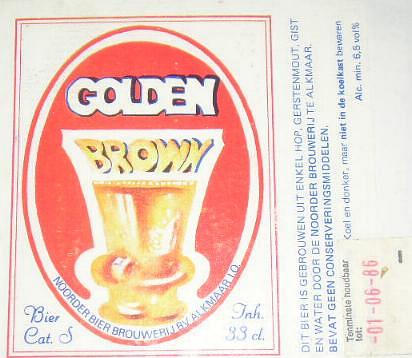 GOLDEN
BROWN
NOORDER BIER BROUWERIJ B.V. ALKMAAR I.O.
Bier
Cat. S
Inh.
33 cl.
DIT BIER IS GEBROUWEN UIT ENKEL HOP, GERSTENMOUT, GIST
EN WATER DOOR DE NOORDER BROUWERIJ TE ALKMAAR.
BEVAT GEEN CONSERVERINGSMIDDELEN.
Koel en donker, maar niet in de koelkast bewaren
Alc. min. 6,5 vol%
Tenminste houdbaar
tot:
-01-06-86